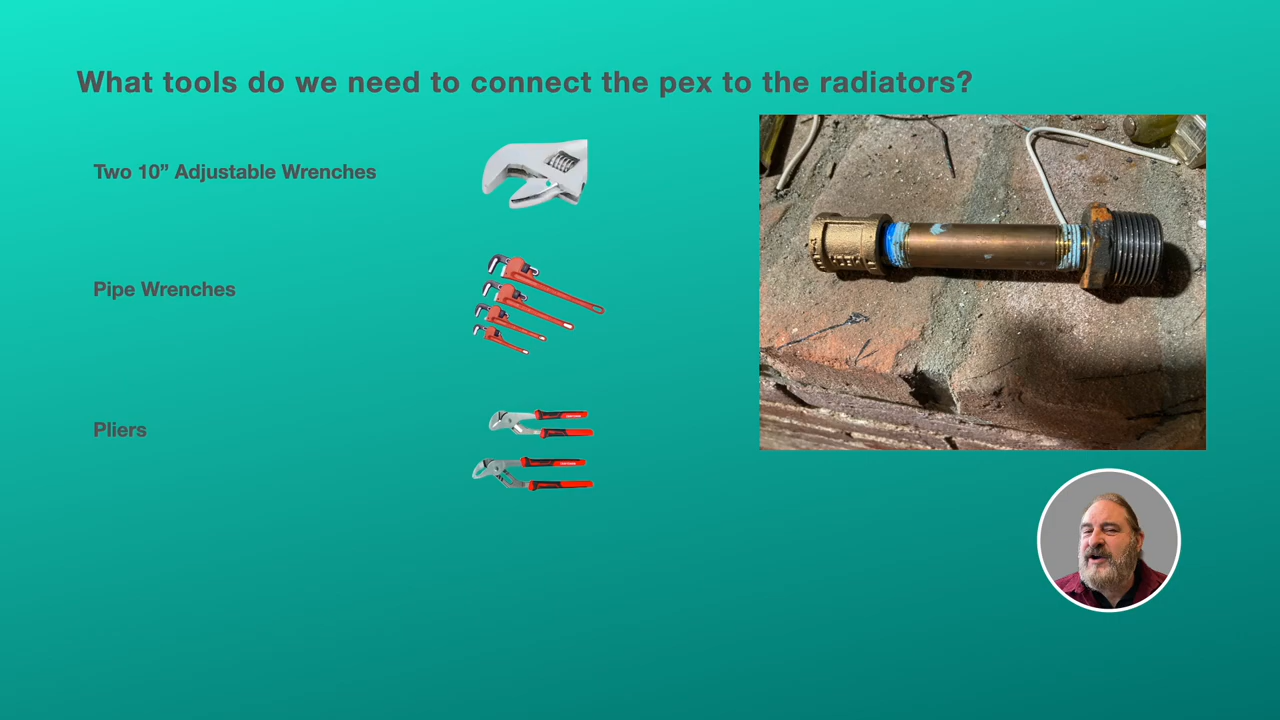 What tools do we need to connect the pex to the radiators?
Two 10” Adjustable Wrenches
Pipe Wrenches
Pliers